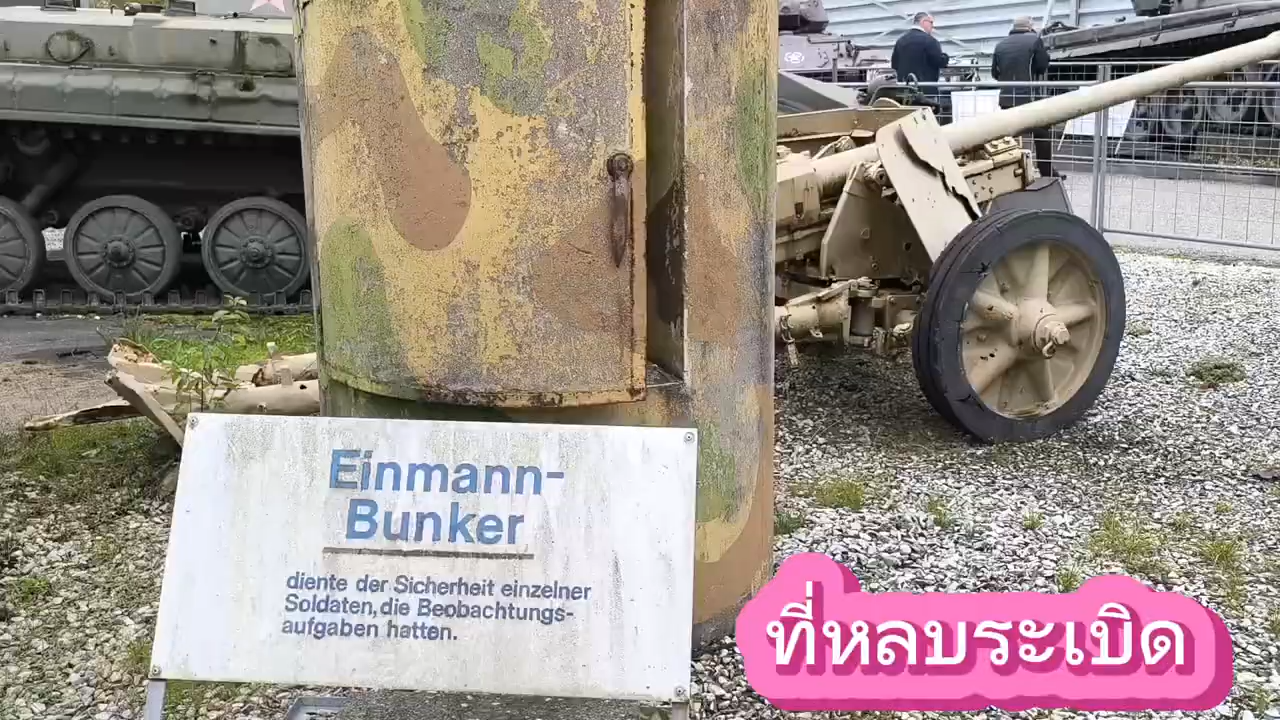 Einmann-
Bunker
diente der Sicherheit einzelner
Soldaten, die Beobachtungs-
aufgaben hatten.
ที่หลบระเบิด